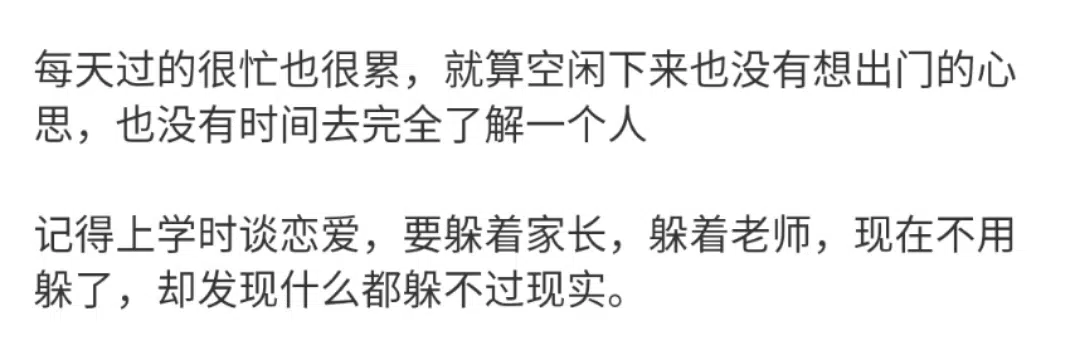 每天过的很忙也很累，就算空闲下来也没有想出门的心
思，也没有时间去完全了解一个人
记得上学时谈恋爱，要躲着家长，躲着老师，现在不用
躲了，却发现什么都躲不过现实。